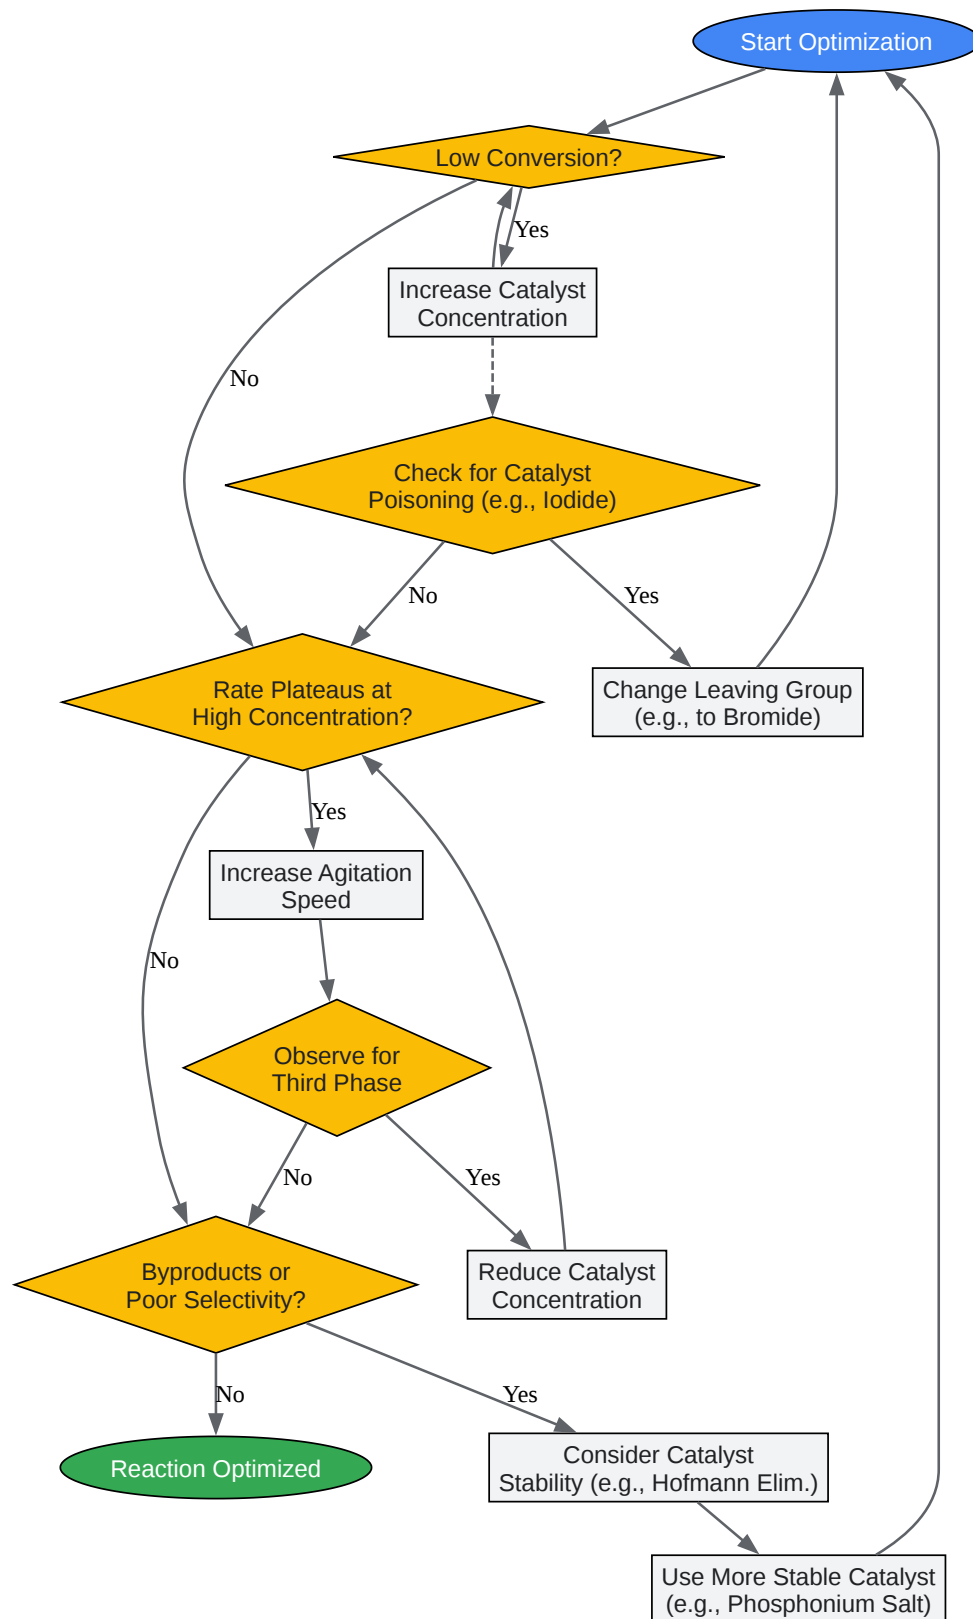 Start Optimization
Low Conversion?
Yes
Increase Catalyst
Concentration
No
Check for Catalyst
Poisoning (e.g., Iodide)
No
Yes
Rate Plateaus at
High Concentration?
Change Leaving Group
(e.g., to Bromide)
Yes
Increase Agitation
Speed
No
Observe for
Third Phase
No
Yes
Byproducts or
Poor Selectivity?
Reduce Catalyst
Concentration
No
Yes
Reaction Optimized
Consider Catalyst
Stability (e.g., Hofmann Elim.)
Use More Stable Catalyst
(e.g., Phosphonium Salt)